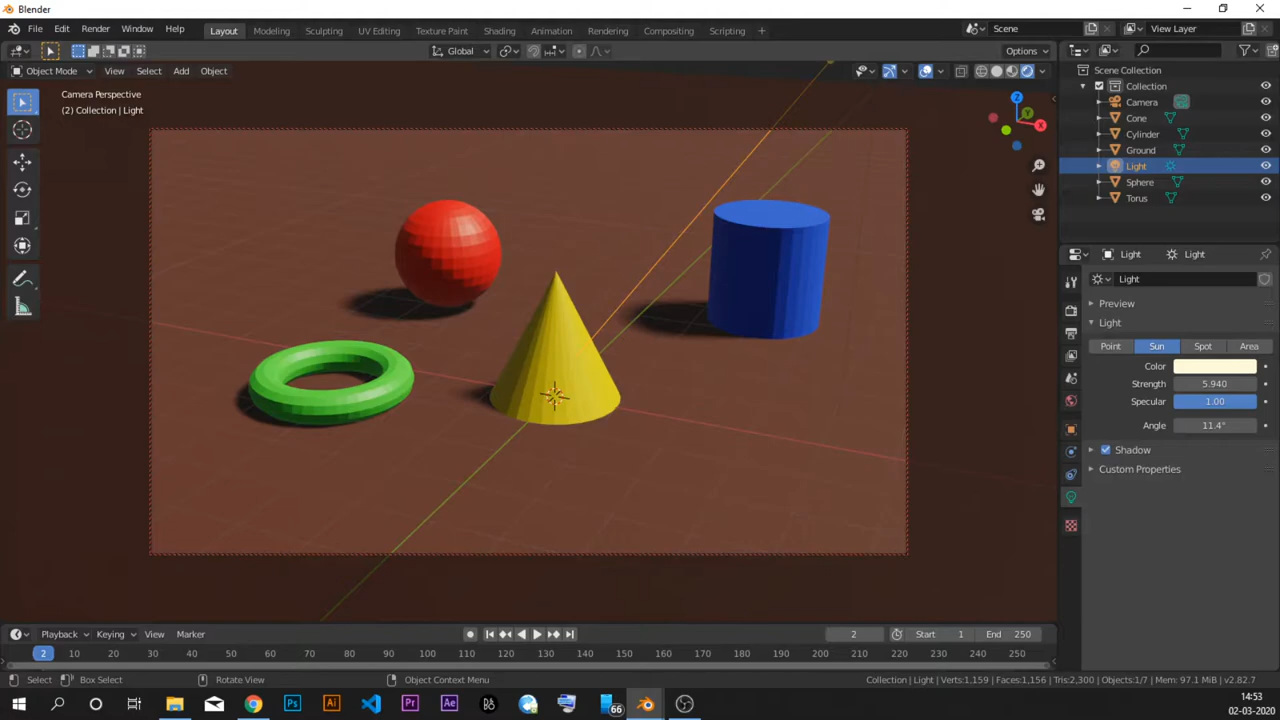 Blender
File Edit Render Window Help Layout Modeling Sculpting UV Editing Texture Paint Shading Animation Rendering Compositing Scripting + Scene View Layer
Global Options
Object Mode View Select Add Object
Camera Perspective
(2) Collection | Light
Z
Y
X
Scene Collection
Collection
Camera
Cone
Cylinder
Ground
Light
Sphere
Torus
Light Light
Light
Preview
Light
Point Sun Spot Area
Color
Strength 5.940
Specular 1.00
Angle 11.4°
Shadow
Custom Properties
Playback Keying View Marker 2 Start 1 End 250
2 10 20 30 40 50 60 70 80 90 100 110 120 130 140 150 160 170 180 190 200 210 220 230 240 250
Select Box Select Rotate View Object Context Menu Collection | Light | Verts:1,159 | Faces:1,156 | Tris:2,300 | Objects:1/7 | Mem: 97.1 MiB | v2.82.7
Ps Ai Pr Ae 66
14:53
02-03-2020